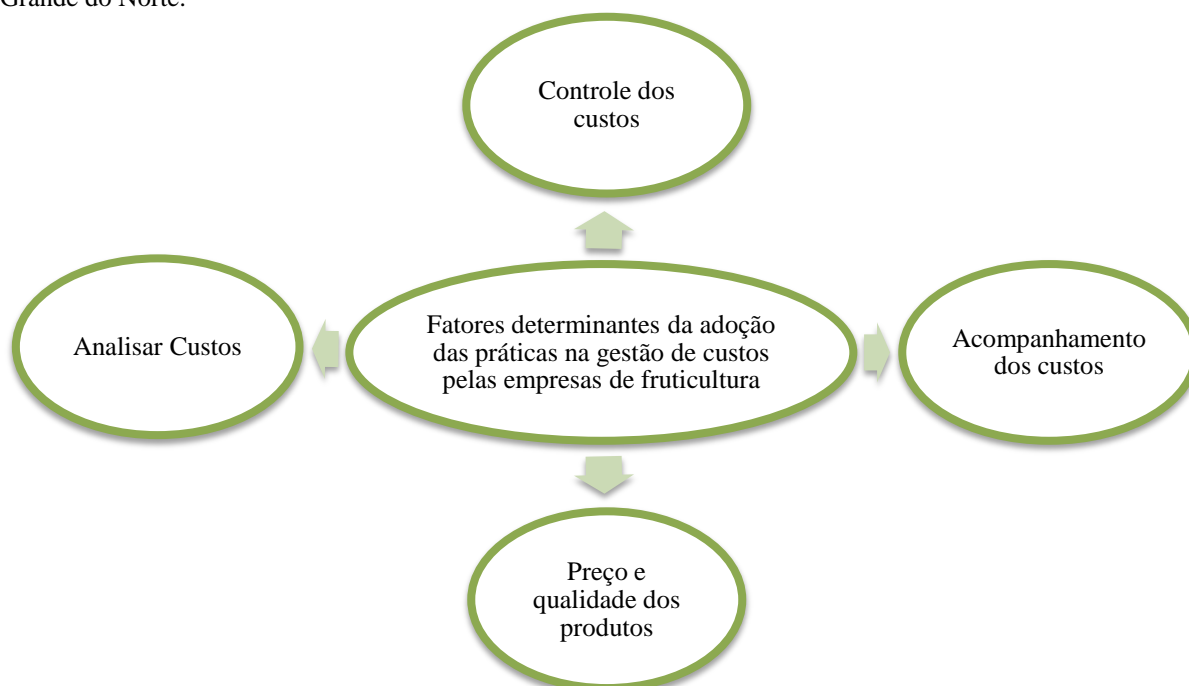 Grande do Norte.
Controle dos
custos
Analisar Custos
Fatores determinantes da adoção
das práticas na gestão de custos
pelas empresas de fruticultura
Acompanhamento
dos custos
Preço e
qualidade dos
produtos